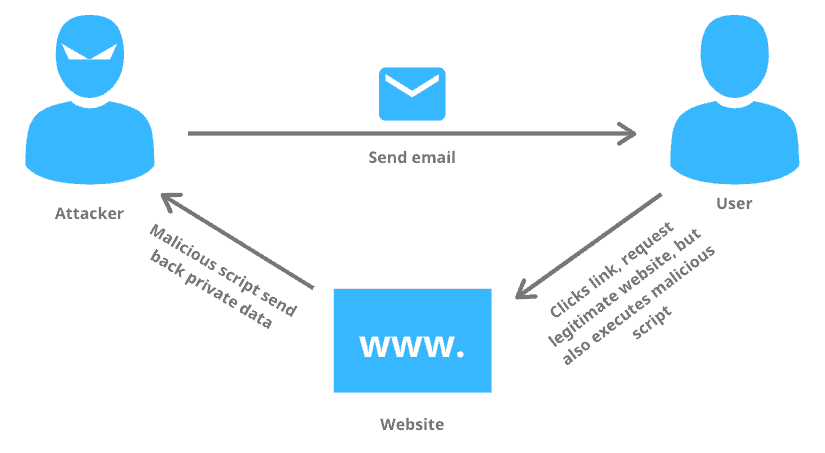 Send email
Attacker
User
Malicious script send
back private data
Clicks link, request
legitimate website, but
also executes malicious
script
www.
Website